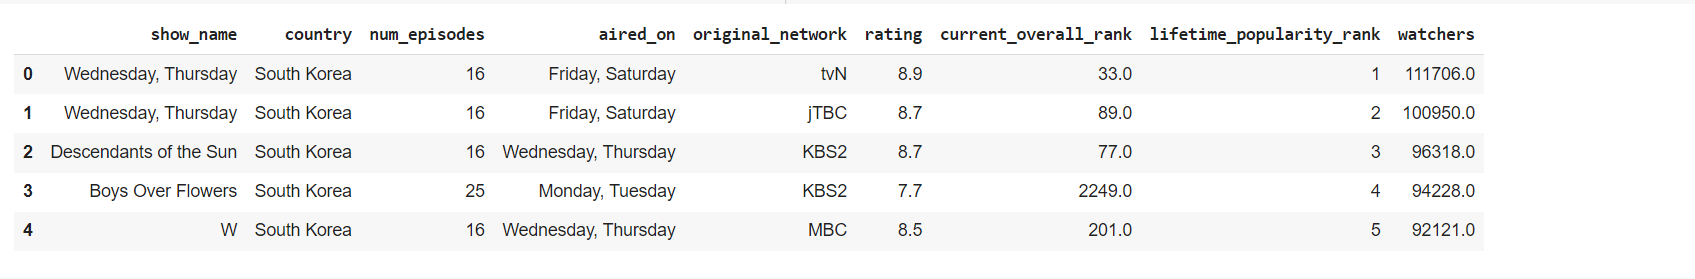 show_name country num_episodes aired_on original_network rating current_overall_rank lifetime_popularity_rank watchers
0 Wednesday, Thursday South Korea 16 Friday, Saturday tvN 8.9 33.0 1 111706.0
1 Wednesday, Thursday South Korea 16 Friday, Saturday jTBC 8.7 89.0 2 100950.0
2 Descendants of the Sun South Korea 16 Wednesday, Thursday KBS2 8.7 77.0 3 96318.0
3 Boys Over Flowers South Korea 25 Monday, Tuesday KBS2 7.7 2249.0 4 94228.0
4 W South Korea 16 Wednesday, Thursday MBC 8.5 201.0 5 92121.0